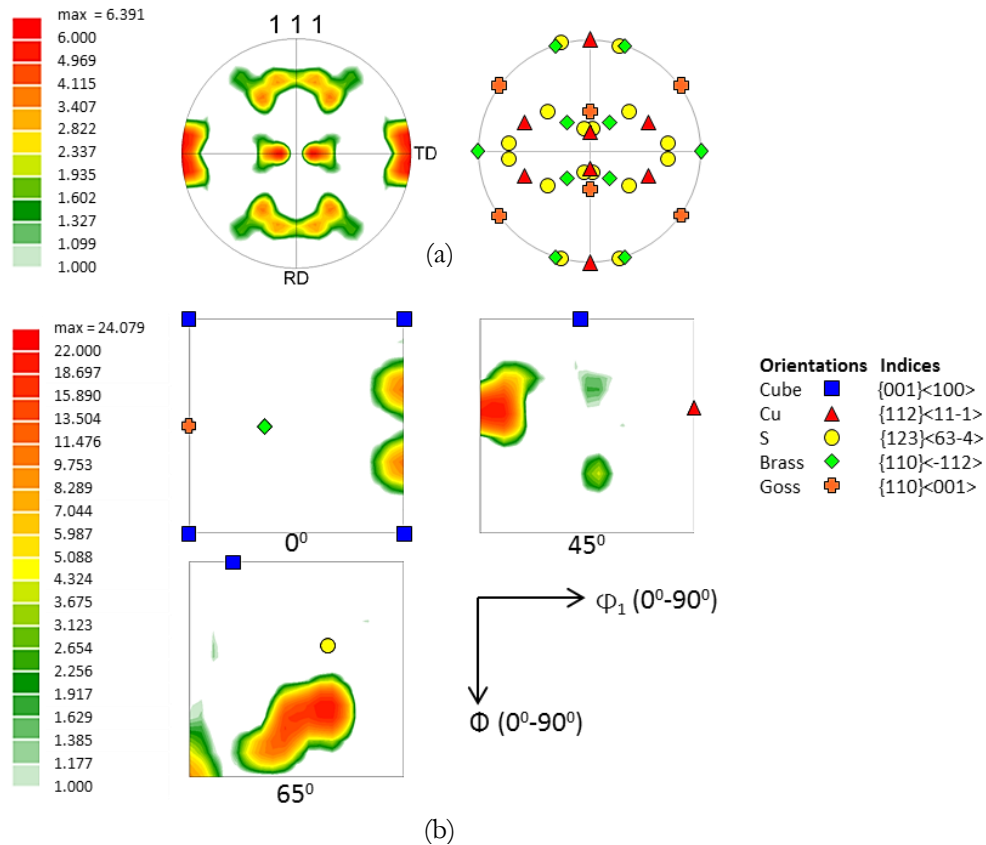 max = 6.391
6.000
4.969
4.115
3.407
2.822
2.337
1.935
1.602
1.327
1.099
1.000
1 1 1
TD
RD
(a)
max = 24.079
22.000
18.697
15.890
13.504
11.476
9.753
8.289
7.044
5.987
5.088
4.324
3.675
3.123
2.654
2.256
1.917
1.629
1.385
1.177
1.000
0⁰
45⁰
65⁰
φ₁ (0⁰-90⁰)
Φ (0⁰-90⁰)
Orientations Indices
Cube {001}<100>
Cu {112}<11-1>
S {123}<63-4>
Brass {110}<-112>
Goss {110}<001>
(b)